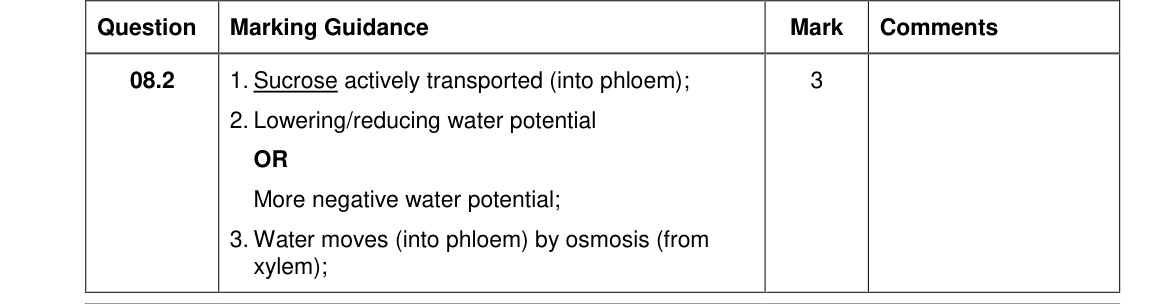 Question Marking Guidance Mark Comments
08.2 1. Sucrose actively transported (into phloem); 3
2. Lowering/reducing water potential
OR
More negative water potential;
3. Water moves (into phloem) by osmosis (from
xylem);